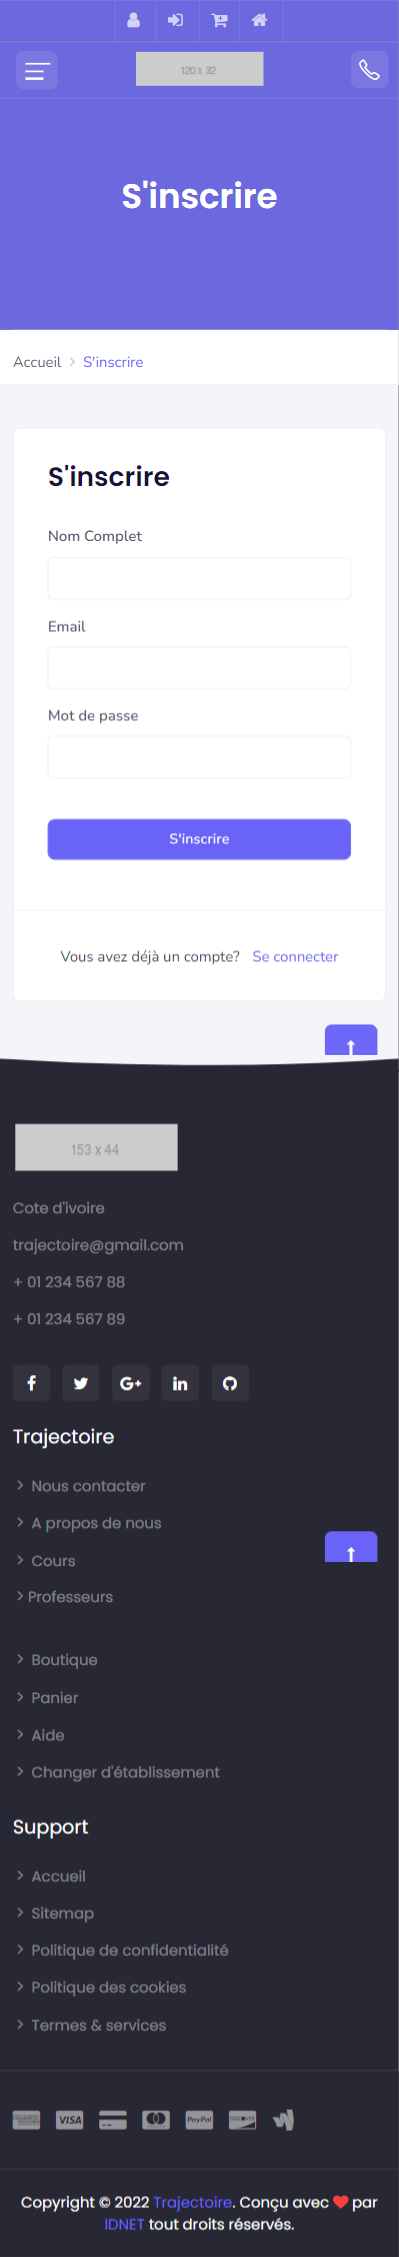 120 x 32
S'inscrire
Accueil > S'inscrire
S'inscrire
Nom Complet
Email
Mot de passe
S'inscrire
Vous avez déjà un compte? Se connecter
153 x 44
Cote d'ivoire
trajectoire@gmail.com
+ 01 234 567 88
+ 01 234 567 89
Trajectoire
> Nous contacter
> A propos de nous
> Cours
> Professeurs
> Boutique
> Panier
> Aide
> Changer d'établissement
Support
> Accueil
> Sitemap
> Politique de confidentialité
> Politique des cookies
> Termes & services
VISA PayPal DISCOVER
Copyright © 2022 Trajectoire. Conçu avec ❤ par
IDNET tout droits réservés.